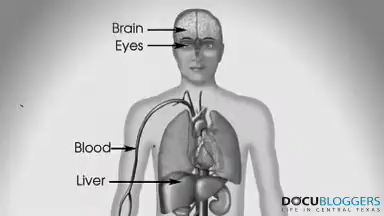 Brain
Eyes
Blood
Liver
DOCUBLOGGERS
LIFE IN CENTRAL TEXAS